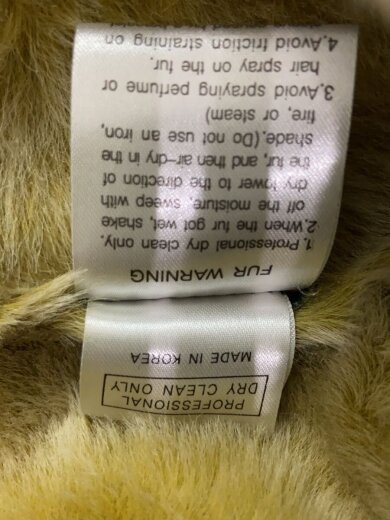 FUR WARNING
1.Professional dry clean only.
2.When the fur got wet, shake
off the moisture, sweep with
dry lower to the direction of
the fur, and then air-dry in the
shade.(Do not use an iron,
fire, or steam)
3.Avoid spraying perfume or
hair spray on the fur.
4.Avoid friction straining on
PROFESSIONAL
DRY CLEAN ONLY
MADE IN KOREA